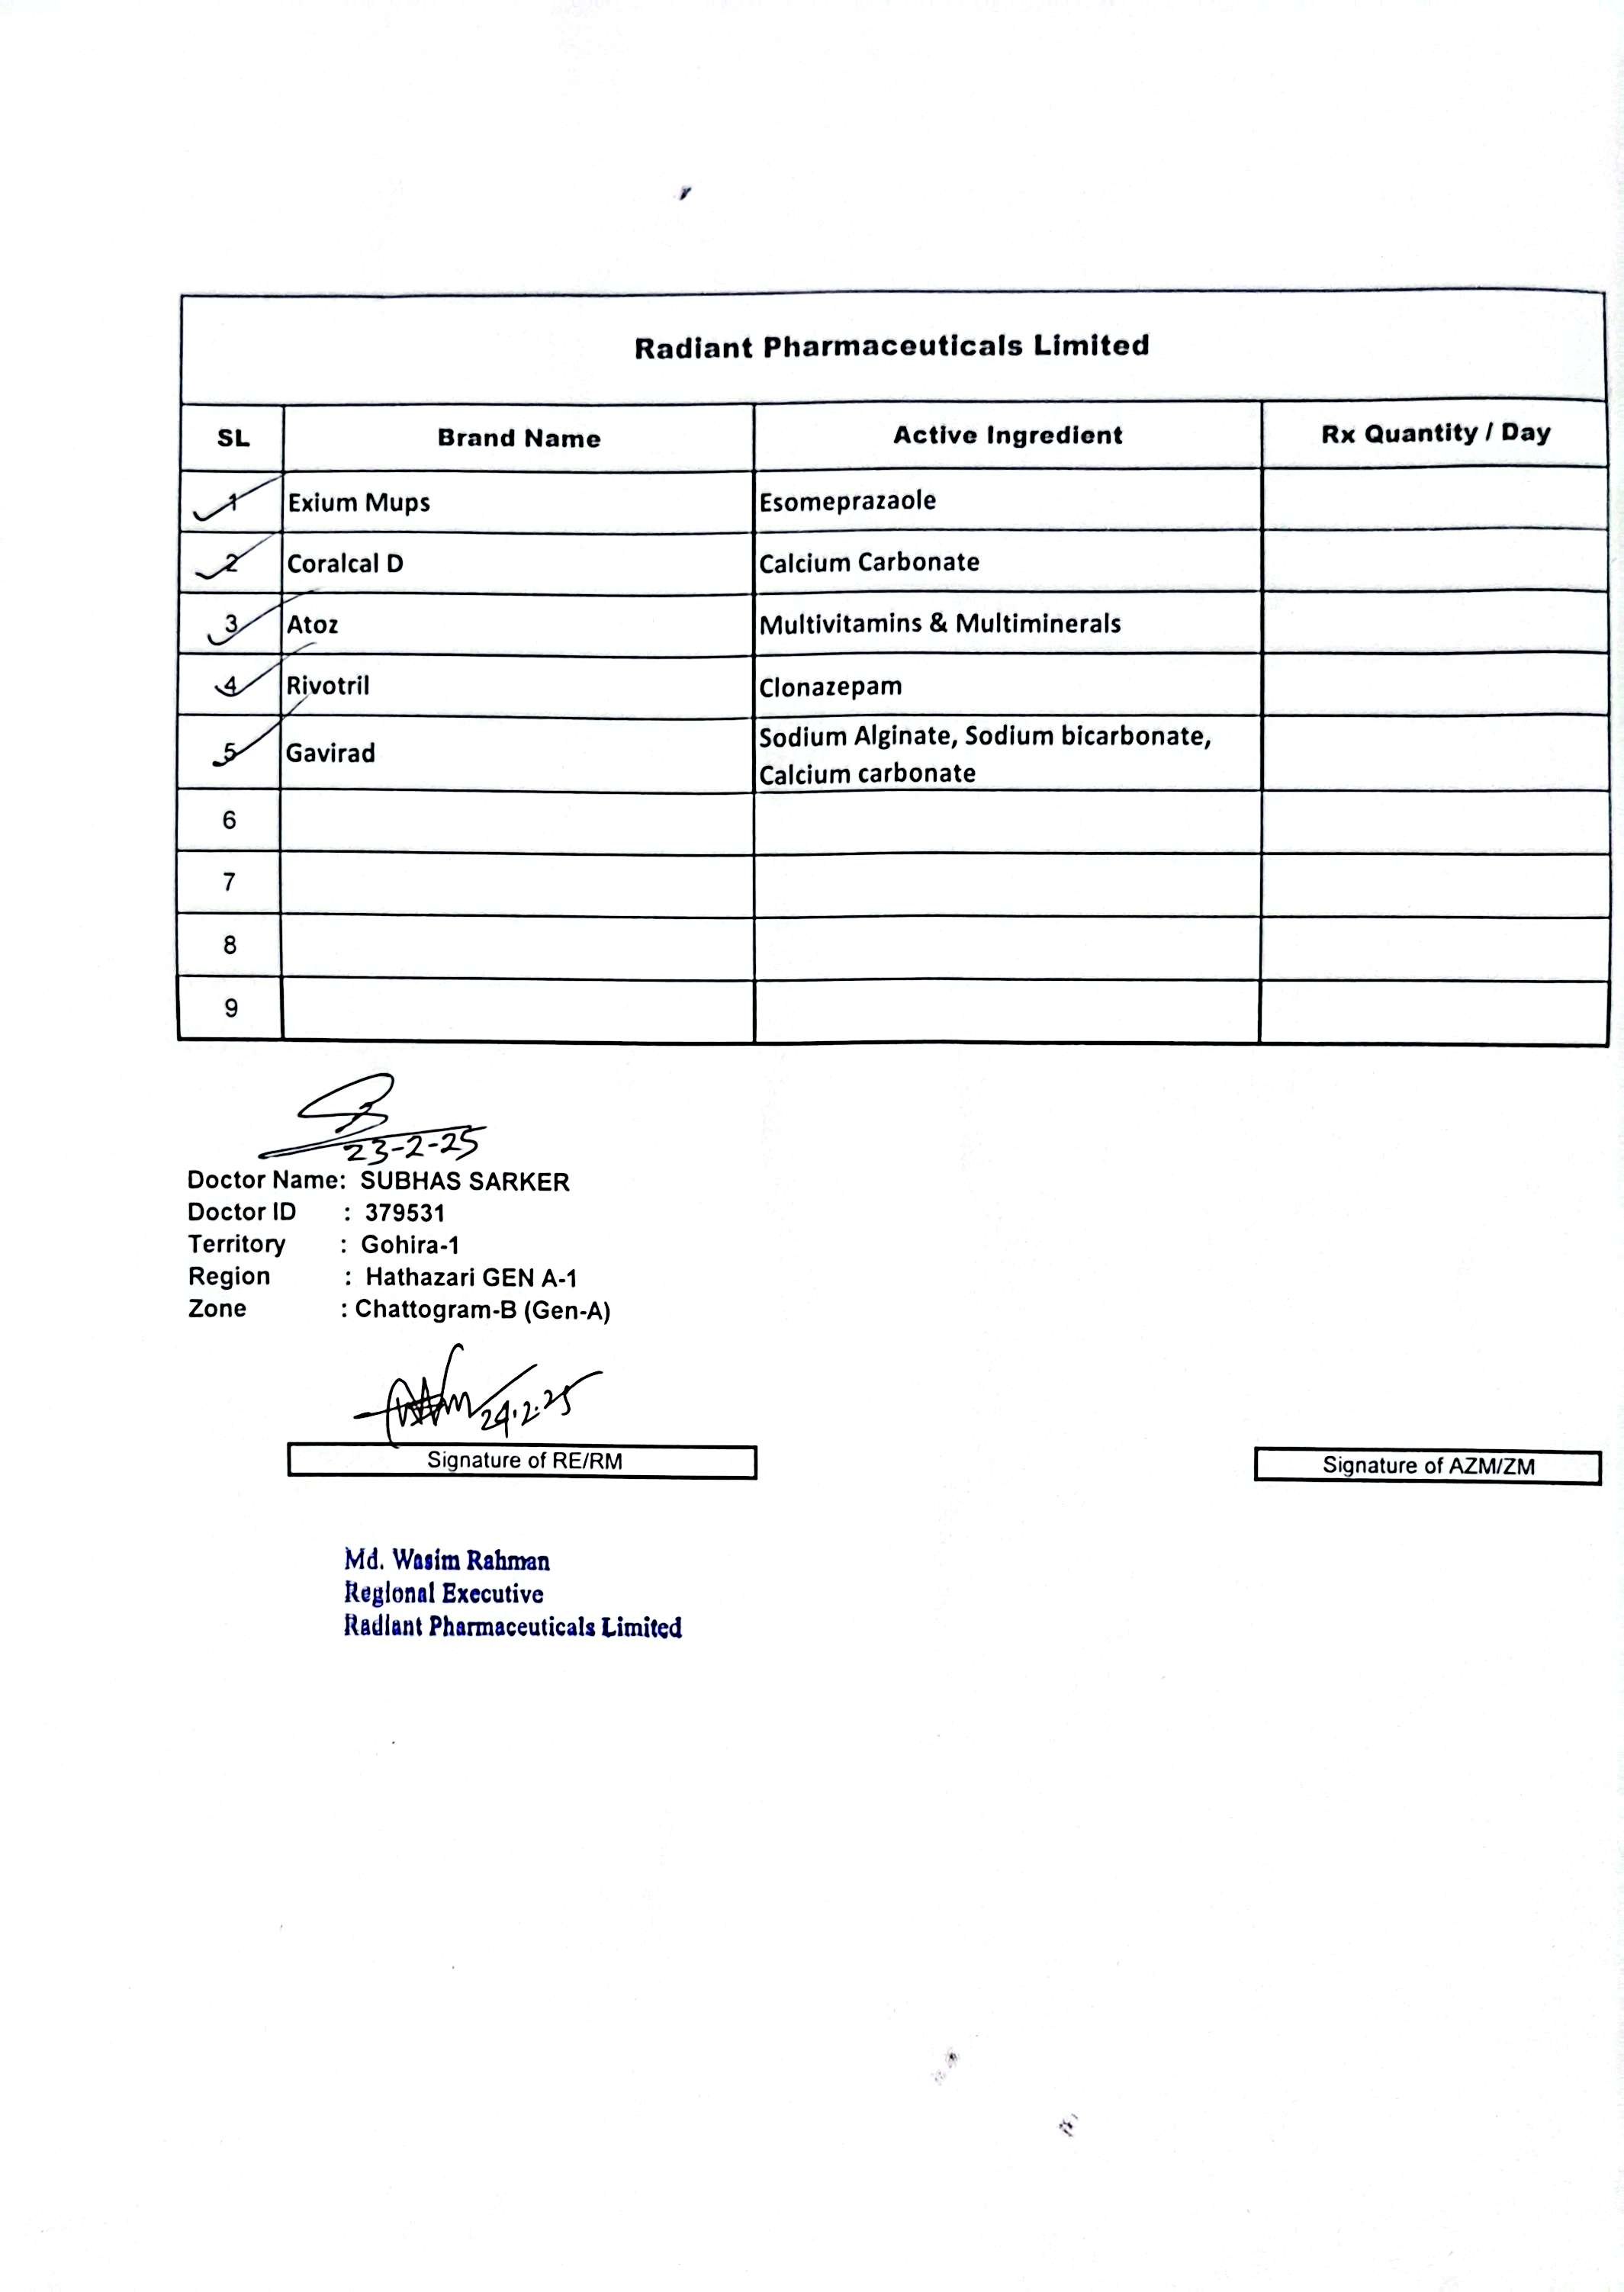 Radiant Pharmaceuticals Limited
SL Brand Name Active Ingredient Rx Quantity / Day
1 Exium Mups Esomeprazaole
2 Coralcal D Calcium Carbonate
3 Atoz Multivitamins & Multiminerals
4 Rivotril Clonazepam
5 Gavirad Sodium Alginate, Sodium bicarbonate,
Calcium carbonate
6
7
8
9
23-2-25
Doctor Name: SUBHAS SARKER
Doctor ID : 379531
Territory : Gohira-1
Region : Hathazari GEN A-1
Zone : Chattogram-B (Gen-A)
24.2.25
Signature of RE/RM Signature of AZM/ZM
Md. Wasim Rahman
Regional Executive
Radiant Pharmaceuticals Limited